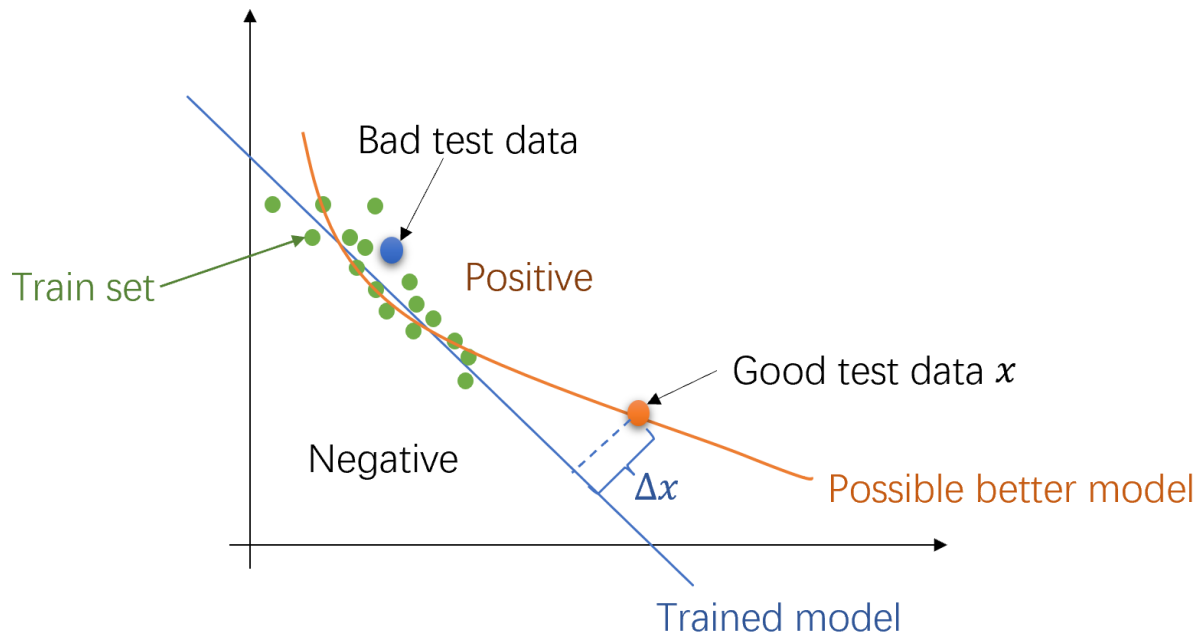 Bad test data
Train set
Positive
Good test data x
Negative
Δx
Possible better model
Trained model